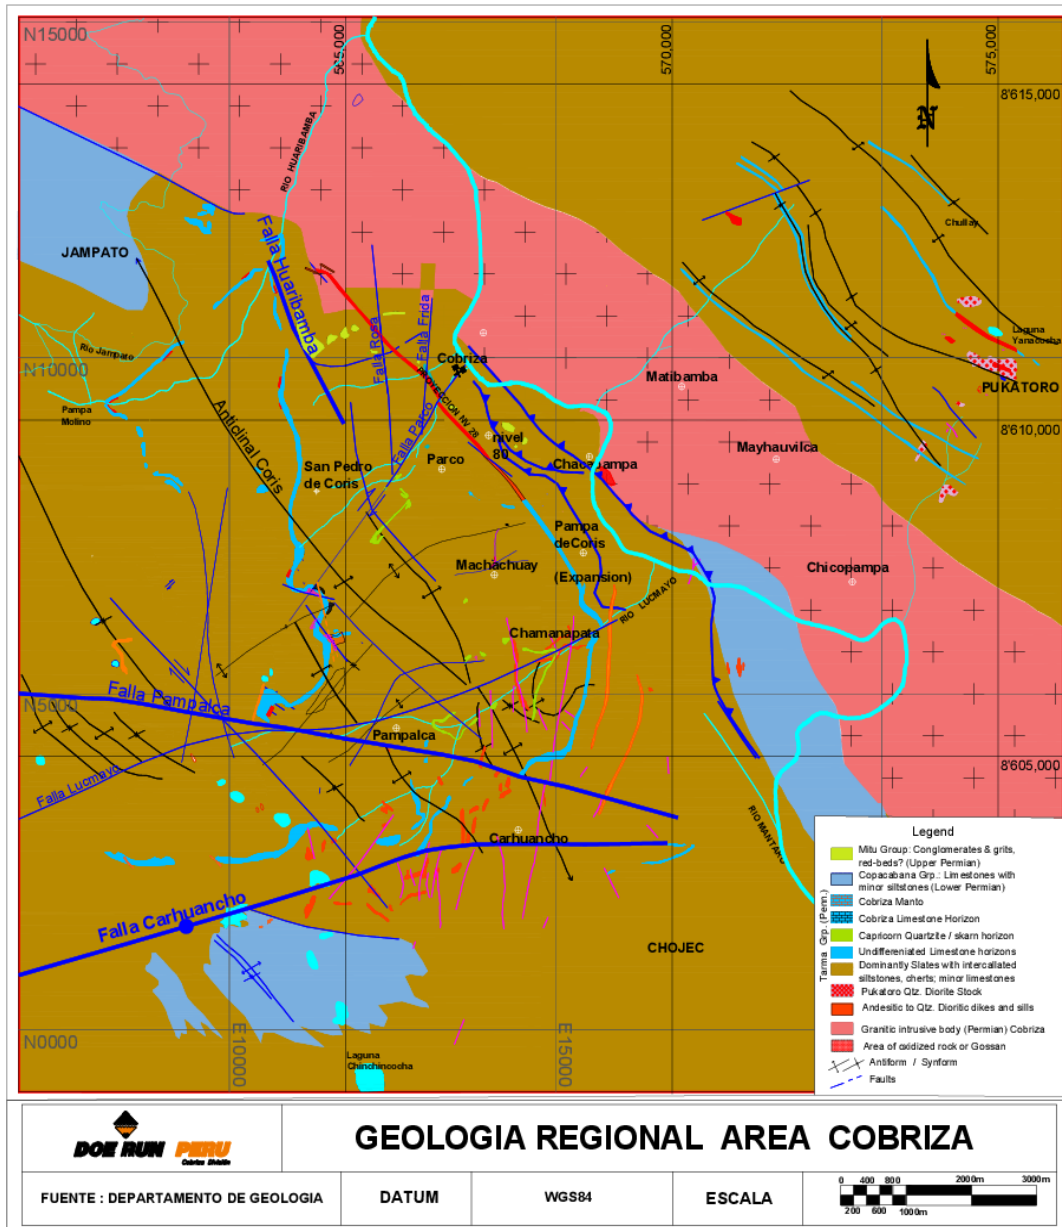 N15000
565,000
570,000
575,000
8'615,000
N
RIO HUARIBAMBA
JAMPATO
Falla Huaribamba
Chullay
Rio Jampato
Falla Rosa
Falla Frida
Laguna
Yanacocha
N10000
Cobriza
PROYECCION NV 28
Matibamba
PUKATORO
Pampa
Molino
Anticlinal Coris
Falla Parco
nivel
80
8'610,000
San Pedro
de Coris
Parco
Chacapampa
Mayhauvilca
Pampa
deCoris
Machachuay
(Expansion)
Chicopampa
RIO LUCMAYO
Chamanapata
Falla Pampalca
N5000
Pampalca
Falla Lucmayo
8'605,000
RIO MANTARO
Carhuancho
Falla Carhuancho
CHOJEC
N0000
E10000
E15000
Laguna
Chinchincocha
Legend
Mitu Group: Conglomerates & grits,
red-beds? (Upper Permian)
Copacabana Grp.: Limestones with
minor siltstones (Lower Permian)
Tarma Grp. (Penn.)
Cobriza Manto
Cobriza Limestone Horizon
Capricorn Quartzite / skarn horizon
Undiffereniated Limestone horizons
Dominantly Slates with intercallated
siltstones, cherts; minor limestones
Pukatoro Qtz. Diorite Stock
Andesitic to Qtz. Dioritic dikes and sills
Granitic intrusive body (Permian) Cobriza
Area of oxidized rock or Gossan
Antiform / Synform
Faults
DOE RUN PERU
Cobriza División
GEOLOGIA REGIONAL AREA COBRIZA
FUENTE : DEPARTAMENTO DE GEOLOGIA
DATUM
WGS84
ESCALA
0 400 800 2000m 3000m
200 600 1000m